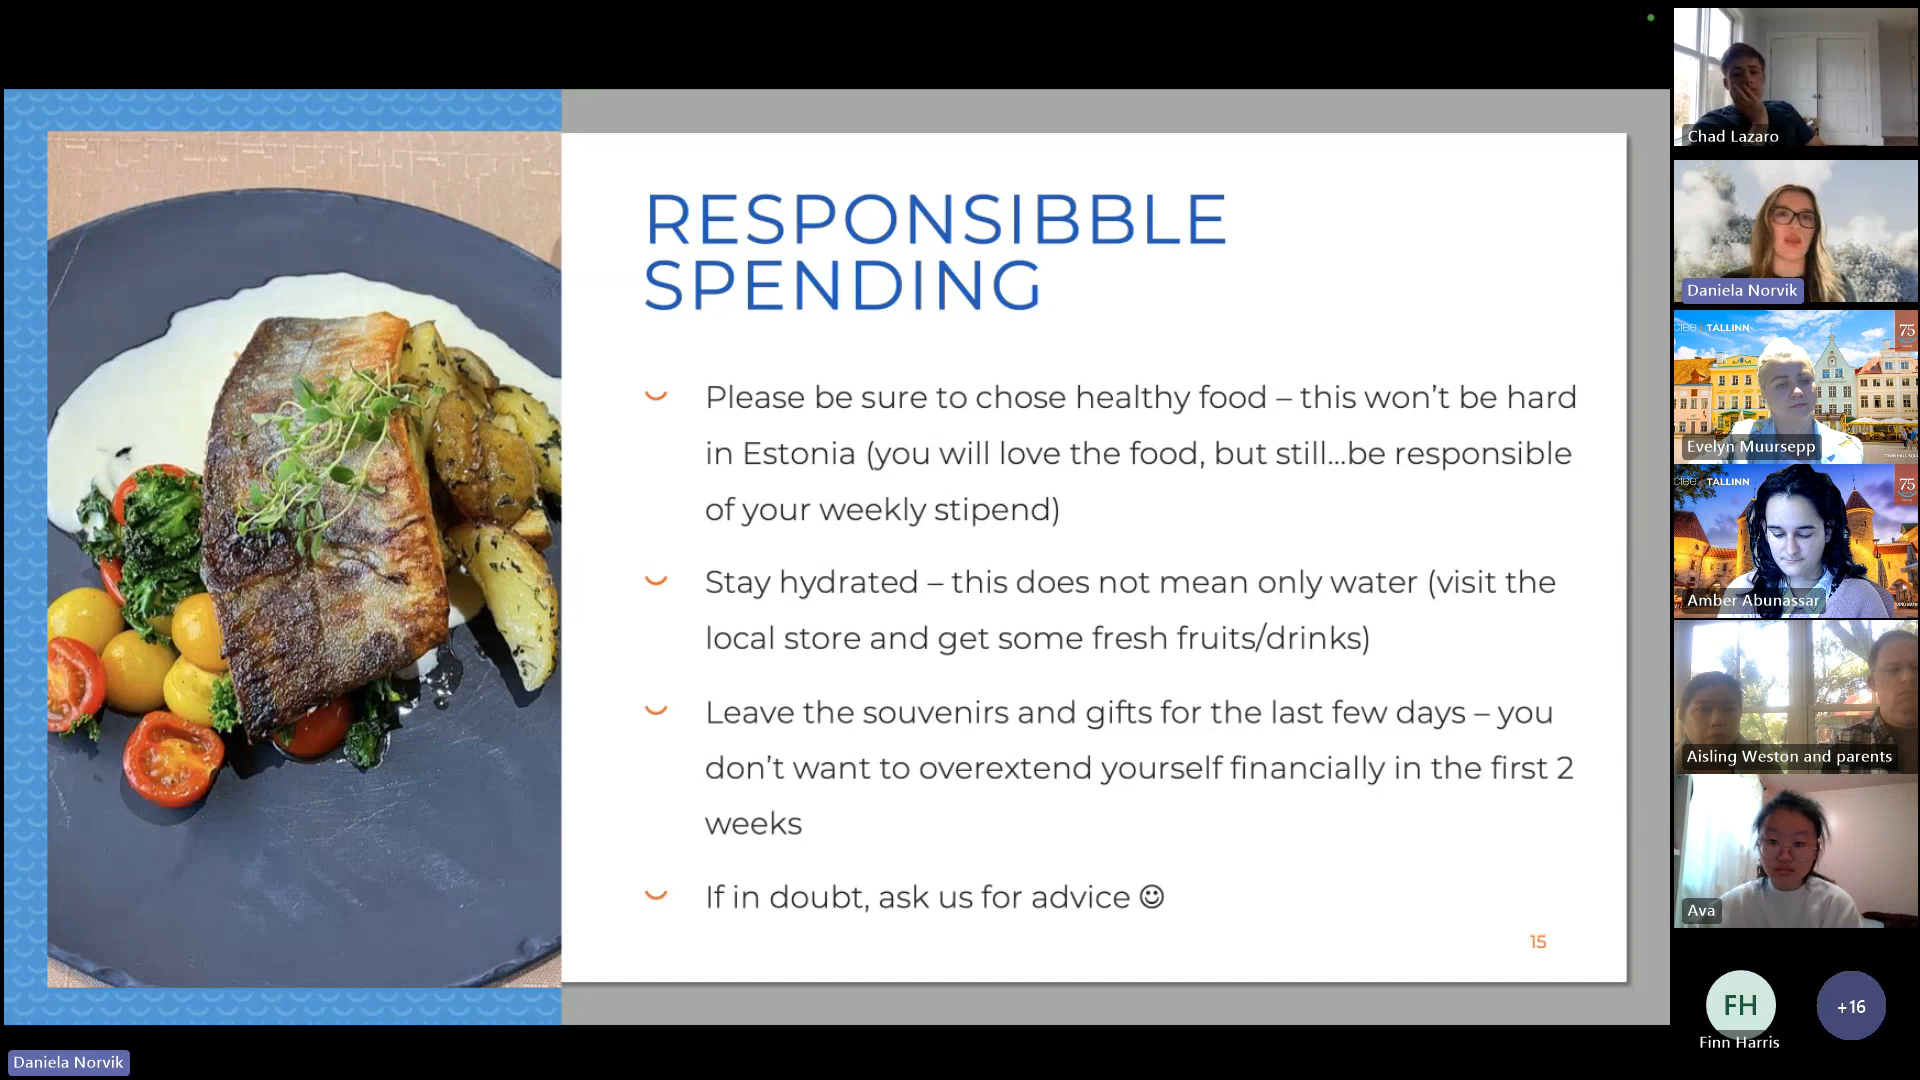 RESPONSIBBLE
SPENDING
Please be sure to chose healthy food – this won’t be hard
in Estonia (you will love the food, but still...be responsible
of your weekly stipend)
Stay hydrated – this does not mean only water (visit the
local store and get some fresh fruits/drinks)
Leave the souvenirs and gifts for the last few days – you
don’t want to overextend yourself financially in the first 2
weeks
If in doubt, ask us for advice ☺
15
Daniela Norvik
Chad Lazaro
Daniela Norvik
ciee TALLINN
75
Evelyn Muursepp
ciee TALLINN
75
Amber Abunassar
Aisling Weston and parents
Ava
FH
Finn Harris
+16